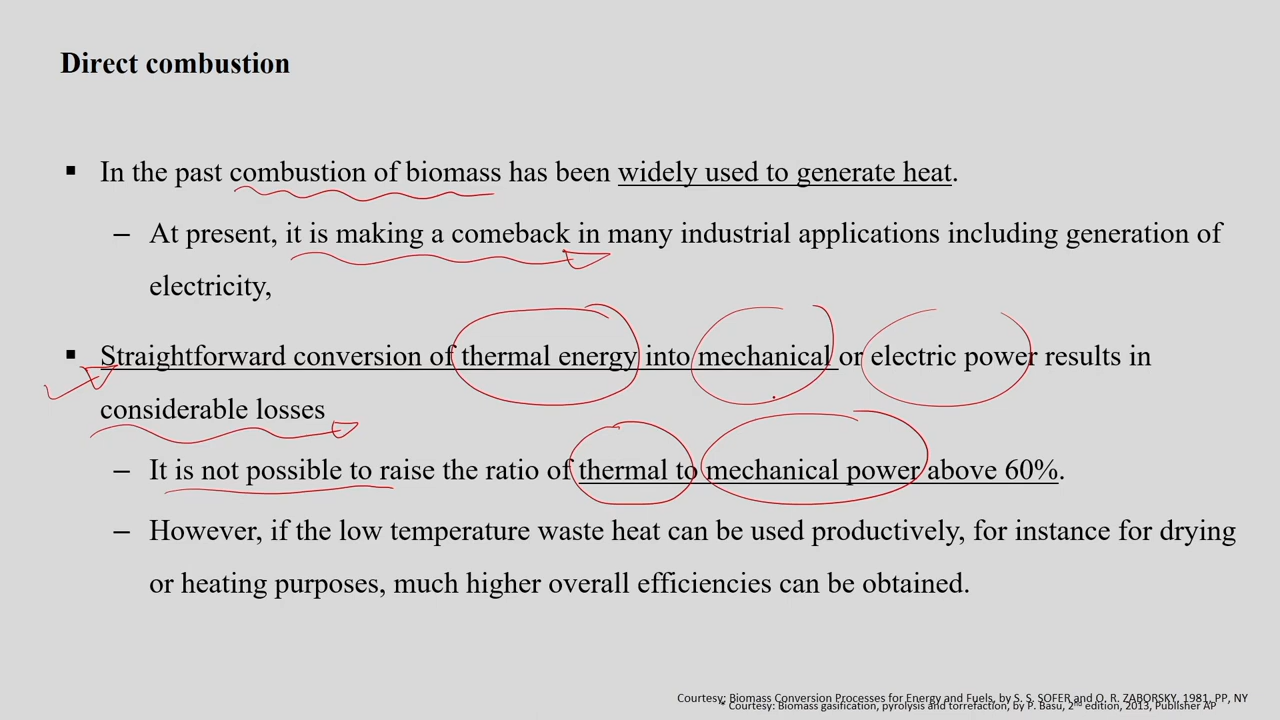 Direct combustion
▪ In the past combustion of biomass has been widely used to generate heat.
– At present, it is making a comeback in many industrial applications including generation of
electricity,
▪ Straightforward conversion of thermal energy into mechanical or electric power results in
considerable losses
– It is not possible to raise the ratio of thermal to mechanical power above 60%.
– However, if the low temperature waste heat can be used productively, for instance for drying
or heating purposes, much higher overall efficiencies can be obtained.
Courtesy: Biomass Conversion Processes for Energy and Fuels, by S. S. SOFER and O. R. ZABORSKY, 1981, PP, NY
* Courtesy: Biomass gasification, pyrolysis and torrefaction, by P. Basu, 2nd edition, 2013, Publisher AP